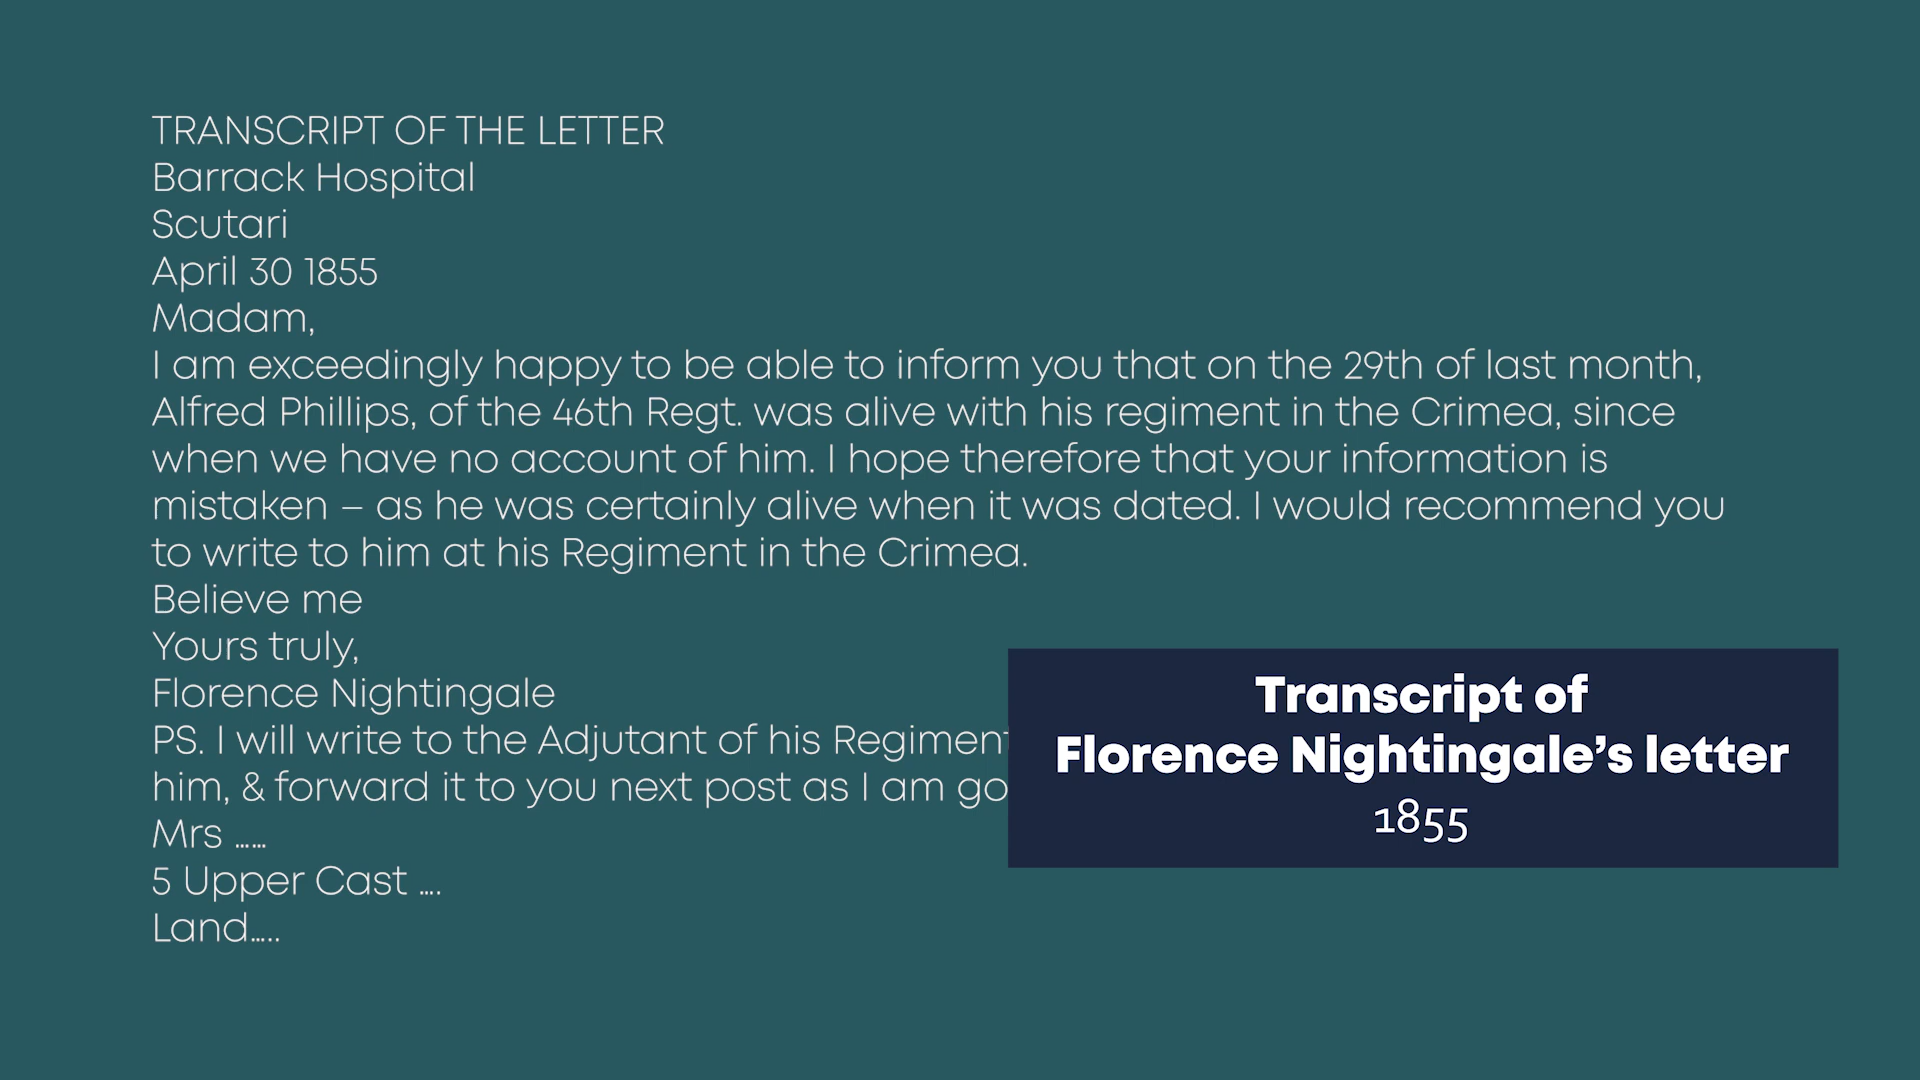 TRANSCRIPT OF THE LETTER
Barrack Hospital
Scutari
April 30 1855
Madam,
I am exceedingly happy to be able to inform you that on the 29th of last month,
Alfred Phillips, of the 46th Regt. was alive with his regiment in the Crimea, since
when we have no account of him. I hope therefore that your information is
mistaken – as he was certainly alive when it was dated. I would recommend you
to write to him at his Regiment in the Crimea.
Believe me
Yours truly,
Florence Nightingale
PS. I will write to the Adjutant of his Regiment
him, & forward it to you next post as I am go
Mrs ……
5 Upper Cast ….
Land…..
Transcript of
Florence Nightingale’s letter
1855